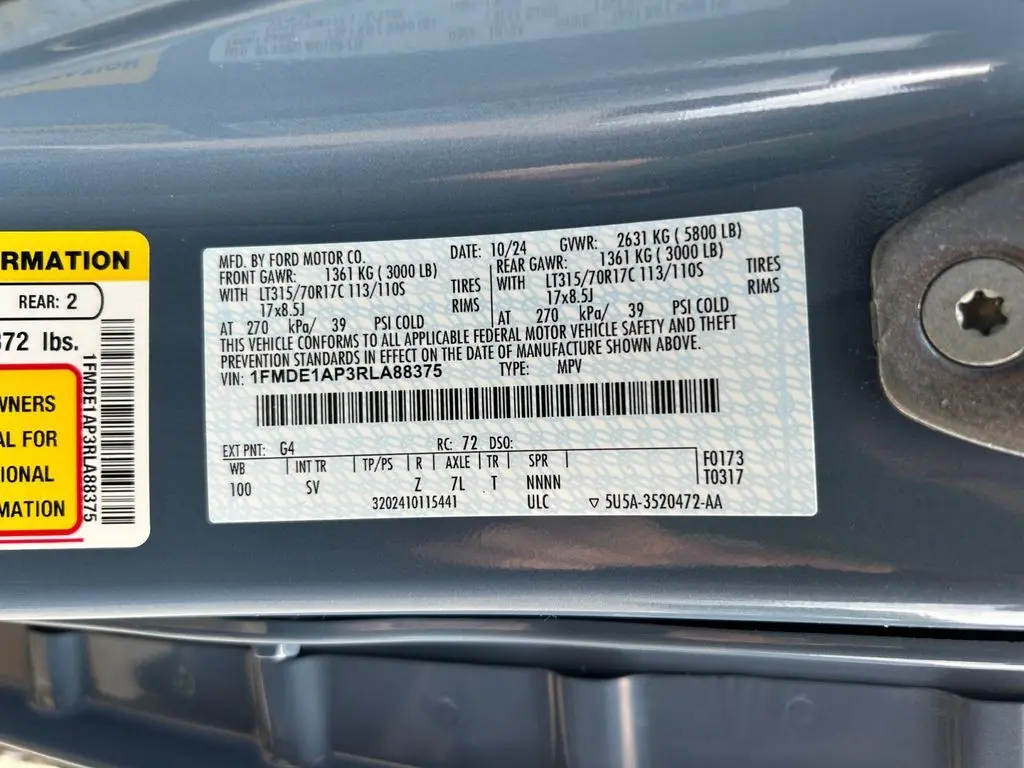 RMATION
REAR: 2
372 lbs.
WNERS
AL FOR
IONAL
MATION
1FMDE1AP3RLA88375
MFD. BY FORD MOTOR CO. DATE: 10/24 GVWR: 2631 KG ( 5800 LB)
FRONT GAWR: 1361 KG ( 3000 LB) REAR GAWR: 1361 KG ( 3000 LB)
WITH LT315/70R17C 113/110S TIRES WITH LT315/70R17C 113/110S TIRES
17x8.5J RIMS 17x8.5J RIMS
AT 270 kPa/ 39 PSI COLD AT 270 kPa/ 39 PSI COLD
THIS VEHICLE CONFORMS TO ALL APPLICABLE FEDERAL MOTOR VEHICLE SAFETY AND THEFT
PREVENTION STANDARDS IN EFFECT ON THE DATE OF MANUFACTURE SHOWN ABOVE.
VIN: 1FMDE1AP3RLA88375 TYPE: MPV
EXT PNT: G4 RC: 72 DSO:
WB INT TR TP/PS R AXLE TR SPR F0173
100 SV Z 7L T NNNN T0317
3202410115441 ULC ▽ 5U5A-3520472-AA